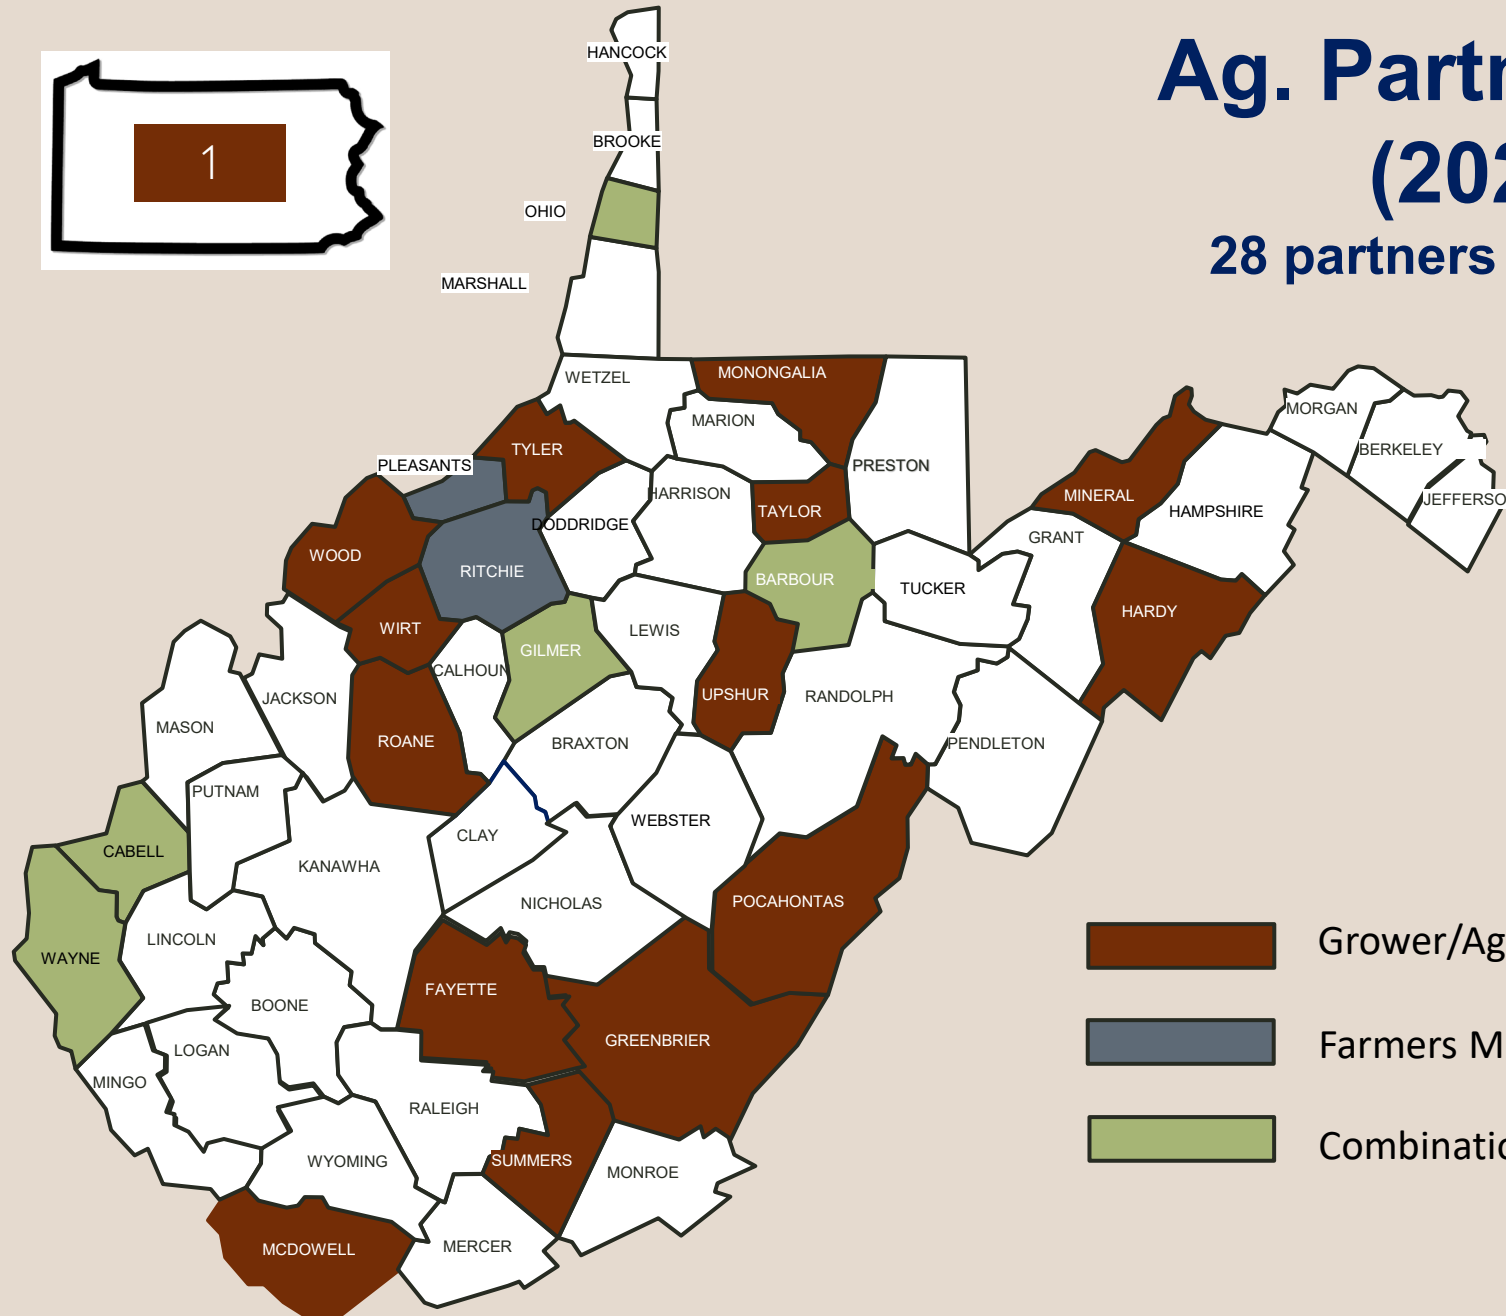 Ag. Partn
(202
28 partners
1
HANCOCK
BROOKE
OHIO
MARSHALL
WETZEL
MONONGALIA
MARION
TYLER
PLEASANTS
PRESTON
MORGAN
BERKELEY
JEFFERSO
HARRISON
TAYLOR
MINERAL
HAMPSHIRE
DODDRIDGE
GRANT
WOOD
RITCHIE
BARBOUR
TUCKER
HARDY
WIRT
LEWIS
GILMER
CALHOUN
UPSHUR
RANDOLPH
JACKSON
MASON
ROANE
BRAXTON
PENDLETON
PUTNAM
WEBSTER
CLAY
CABELL
KANAWHA
POCAHONTAS
NICHOLAS
LINCOLN
WAYNE
FAYETTE
BOONE
GREENBRIER
LOGAN
MINGO
RALEIGH
WYOMING
SUMMERS
MONROE
MCDOWELL
MERCER
Grower/Ag
Farmers M
Combinatio